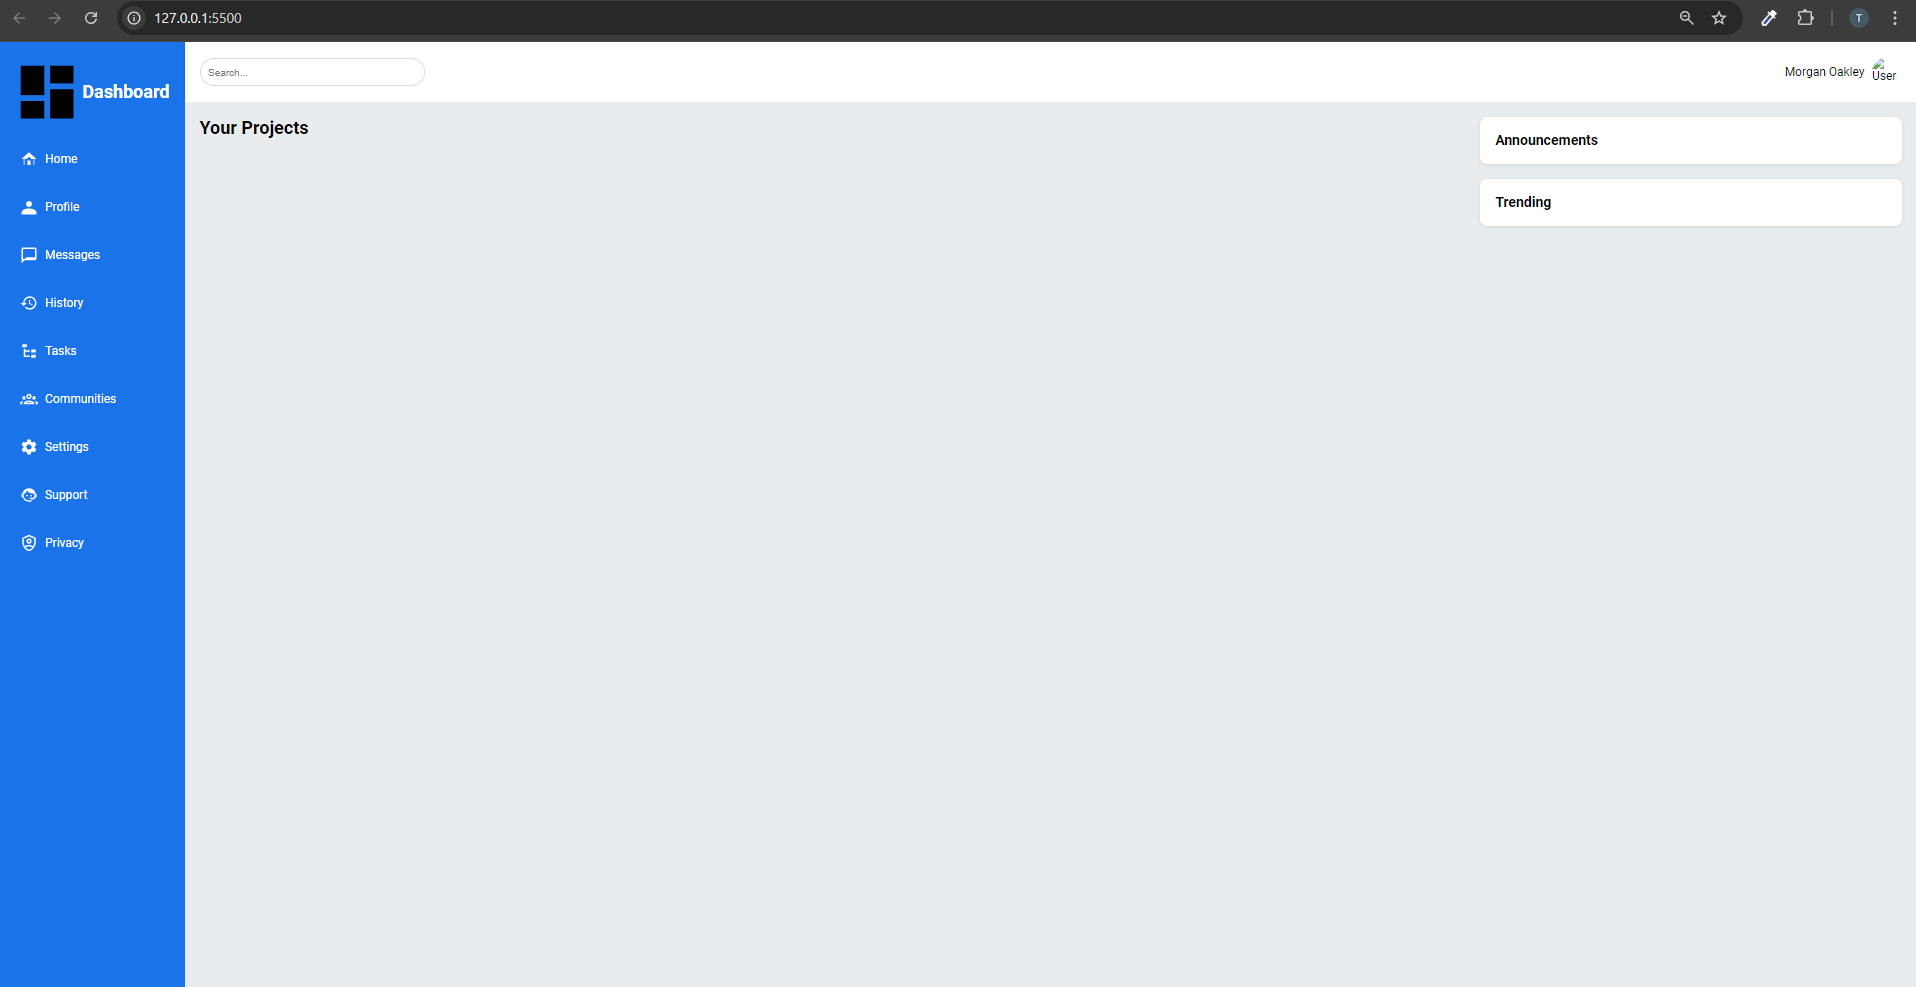 127.0.0.1:5500
T
Dashboard
Search...
Morgan Oakley
User
Home
Profile
Messages
History
Tasks
Communities
Settings
Support
Privacy
Your Projects
Announcements
Trending